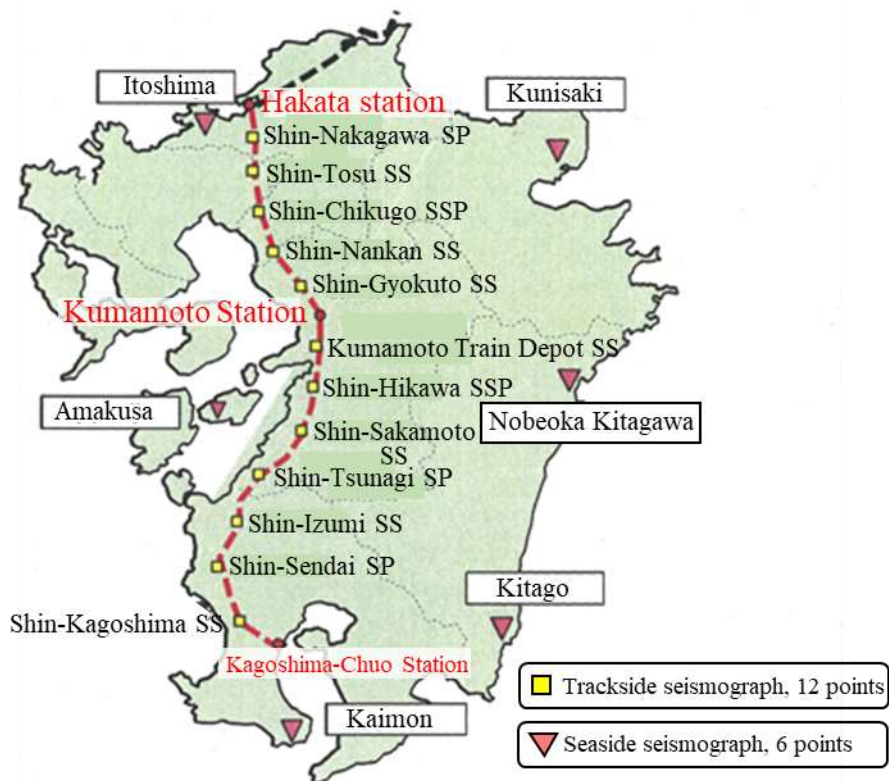 Itoshima
Hakata station
Kunisaki
Shin-Nakagawa SP
Shin-Tosu SS
Shin-Chikugo SSP
Shin-Nankan SS
Shin-Gyokuto SS
Kumamoto Station
Kumamoto Train Depot SS
Shin-Hikawa SSP
Amakusa
Nobeoka Kitagawa
Shin-Sakamoto
SS
Shin-Tsunagi SP
Shin-Izumi SS
Shin-Sendai SP
Kitago
Shin-Kagoshima SS
Kagoshima-Chuo Station
Trackside seismograph, 12 points
Kaimon
Seaside seismograph, 6 points